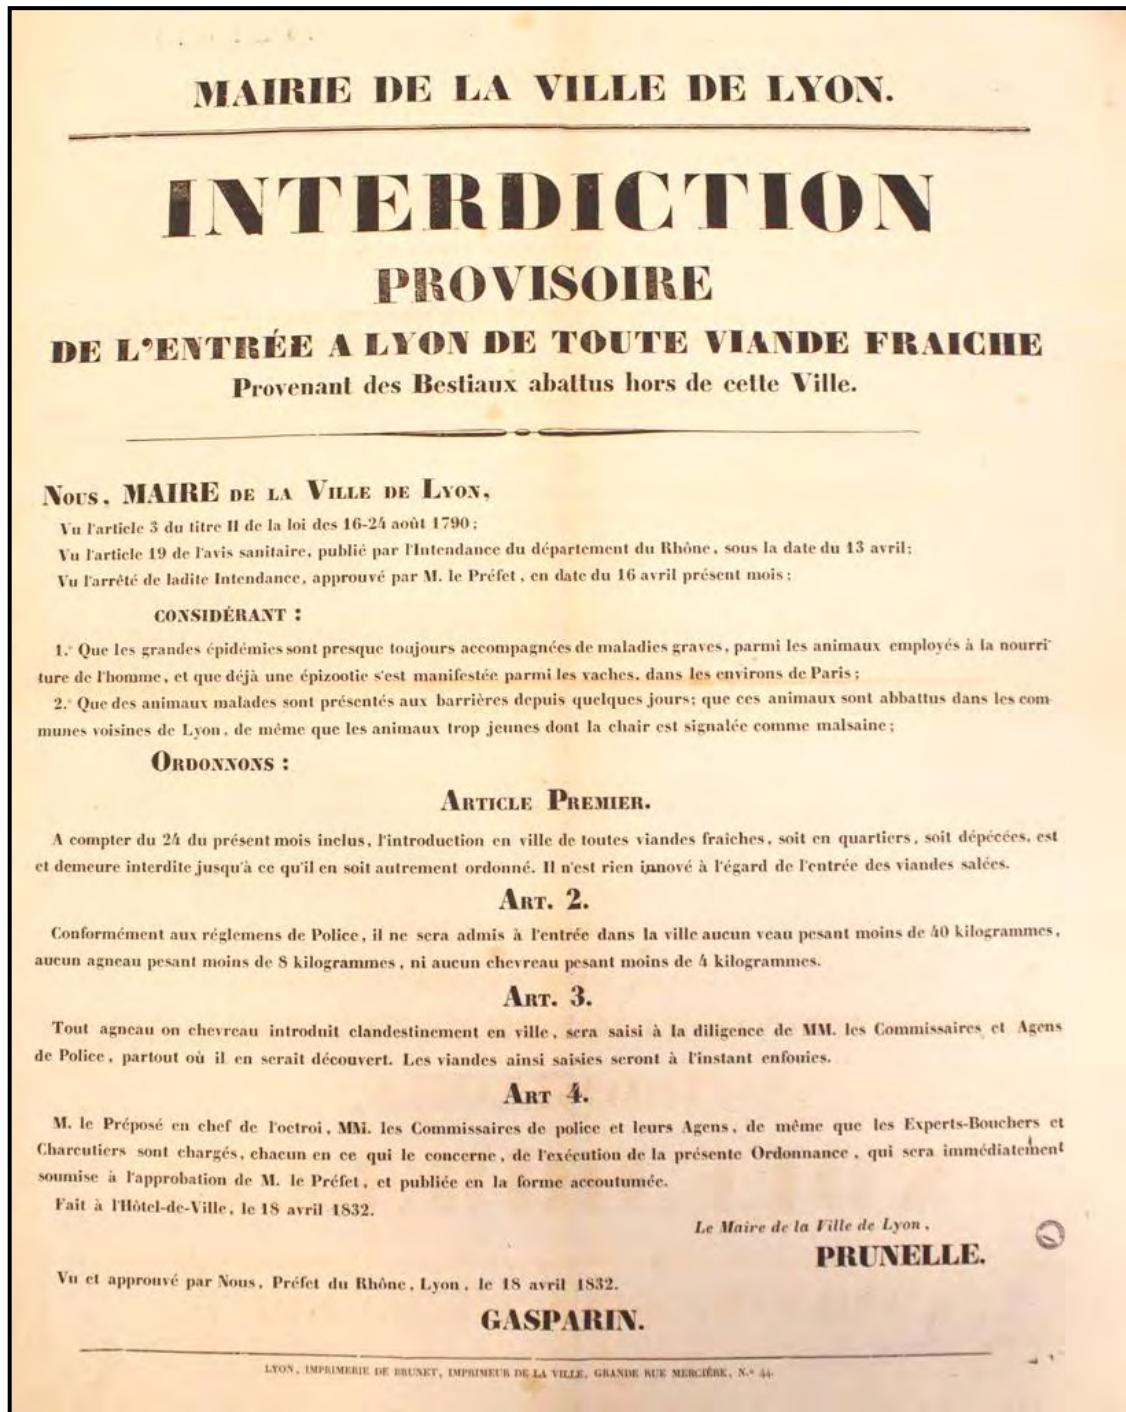 MAIRIE DE LA VILLE DE LYON.
INTERDICTION
PROVISOIRE
DE L'ENTRÉE A LYON DE TOUTE VIANDE FRAICHE
Provenant des Bestiaux abattus hors de cette Ville.
Nous, MAIRE DE LA VILLE DE LYON,
Vu l'article 3 du titre II de la loi des 16-24 août 1790;
Vu l'article 19 de l'avis sanitaire, publié par l'Intendance du département du Rhône, sous la date du 13 avril;
Vu l'arrêté de ladite Intendance, approuvé par M. le Préfet, en date du 16 avril présent mois;
CONSIDÉRANT :
1.° Que les grandes épidémies sont presque toujours accompagnées de maladies graves, parmi les animaux employés à la nourri-
ture de l'homme, et que déjà une épizootie s'est manifestée parmi les vaches, dans les environs de Paris;
2.° Que des animaux malades sont présentés aux barrières depuis quelques jours; que ces animaux sont abbattus dans les com-
munes voisines de Lyon, de même que les animaux trop jeunes dont la chair est signalée comme malsaine;
ORDONNONS :
ARTICLE PREMIER.
A compter du 24 du présent mois inclus, l'introduction en ville de toutes viandes fraiches, soit en quartiers, soit dépécées, est
et demeure interdite jusqu'à ce qu'il en soit autrement ordonné. Il n'est rien innové à l'égard de l'entrée des viandes salées.
ART. 2.
Conformément aux réglemens de Police, il ne sera admis à l'entrée dans la ville aucun veau pesant moins de 40 kilogrammes,
aucun agneau pesant moins de 8 kilogrammes, ni aucun chevreau pesant moins de 4 kilogrammes.
ART. 3.
Tout agneau on chevreau introduit clandestinement en ville, sera saisi à la diligence de MM. les Commissaires et Agens
de Police, partout où il en serait découvert. Les viandes ainsi saisies seront à l'instant enfouies.
ART 4.
M. le Préposé en chef de l'octroi, MM. les Commissaires de police et leurs Agens, de même que les Experts-Bouchers et
Charcutiers sont chargés, chacun en ce qui le concerne, de l'exécution de la présente Ordonnance, qui sera immédiatement
soumise à l'approbation de M. le Préfet, et publiée en la forme accoutumée.
Fait à l'Hôtel-de-Ville, le 18 avril 1832.
Le Maire de la Ville de Lyon,
PRUNELLE.
Vu et approuvé par Nous, Préfet du Rhône, Lyon, le 18 avril 1832.
GASPARIN.
LYON, IMPRIMERIE DE BRUNET, IMPRIMEUR DE LA VILLE, GRANDE RUE MERCIÈRE, N.° 44.